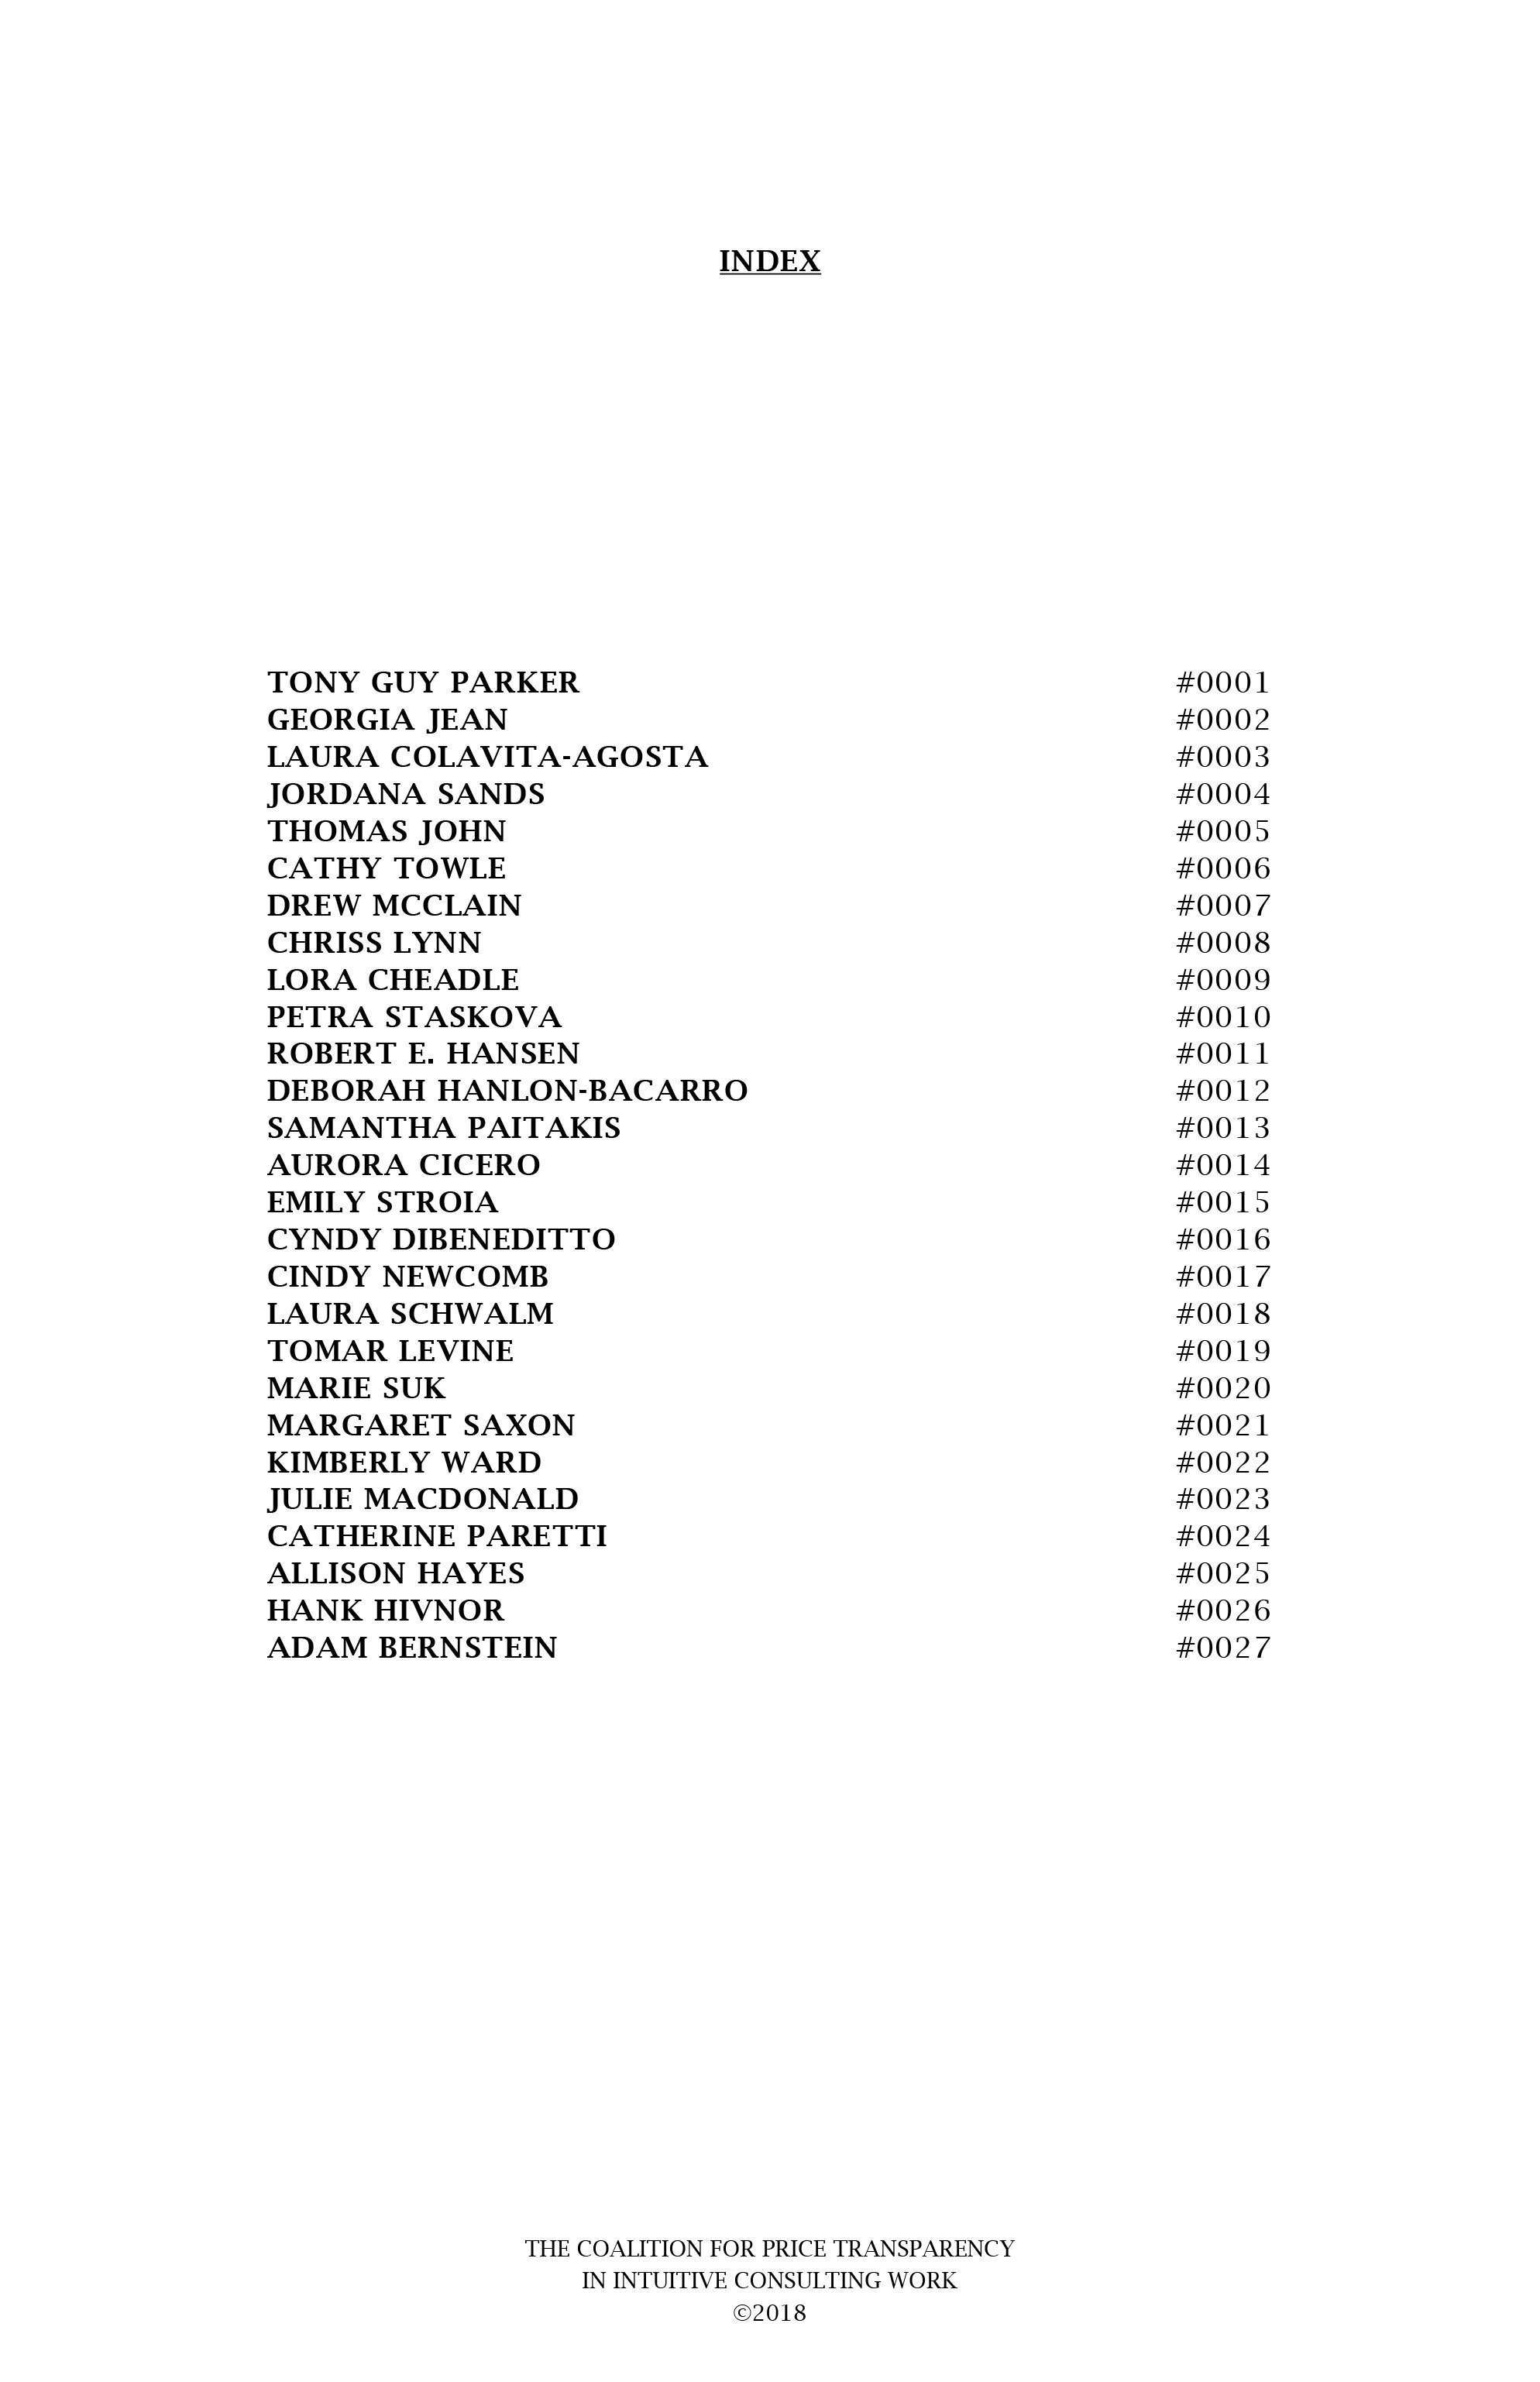 INDEX
TONY GUY PARKER #0001
GEORGIA JEAN #0002
LAURA COLAVITA-AGOSTA #0003
JORDANA SANDS #0004
THOMAS JOHN #0005
CATHY TOWLE #0006
DREW MCCLAIN #0007
CHRISS LYNN #0008
LORA CHEADLE #0009
PETRA STASKOVA #0010
ROBERT E. HANSEN #0011
DEBORAH HANLON-BACARRO #0012
SAMANTHA PAITAKIS #0013
AURORA CICERO #0014
EMILY STROIA #0015
CYNDY DIBENEDITTO #0016
CINDY NEWCOMB #0017
LAURA SCHWALM #0018
TOMAR LEVINE #0019
MARIE SUK #0020
MARGARET SAXON #0021
KIMBERLY WARD #0022
JULIE MACDONALD #0023
CATHERINE PARETTI #0024
ALLISON HAYES #0025
HANK HIVNOR #0026
ADAM BERNSTEIN #0027
THE COALITION FOR PRICE TRANSPARENCY
IN INTUITIVE CONSULTING WORK
©2018